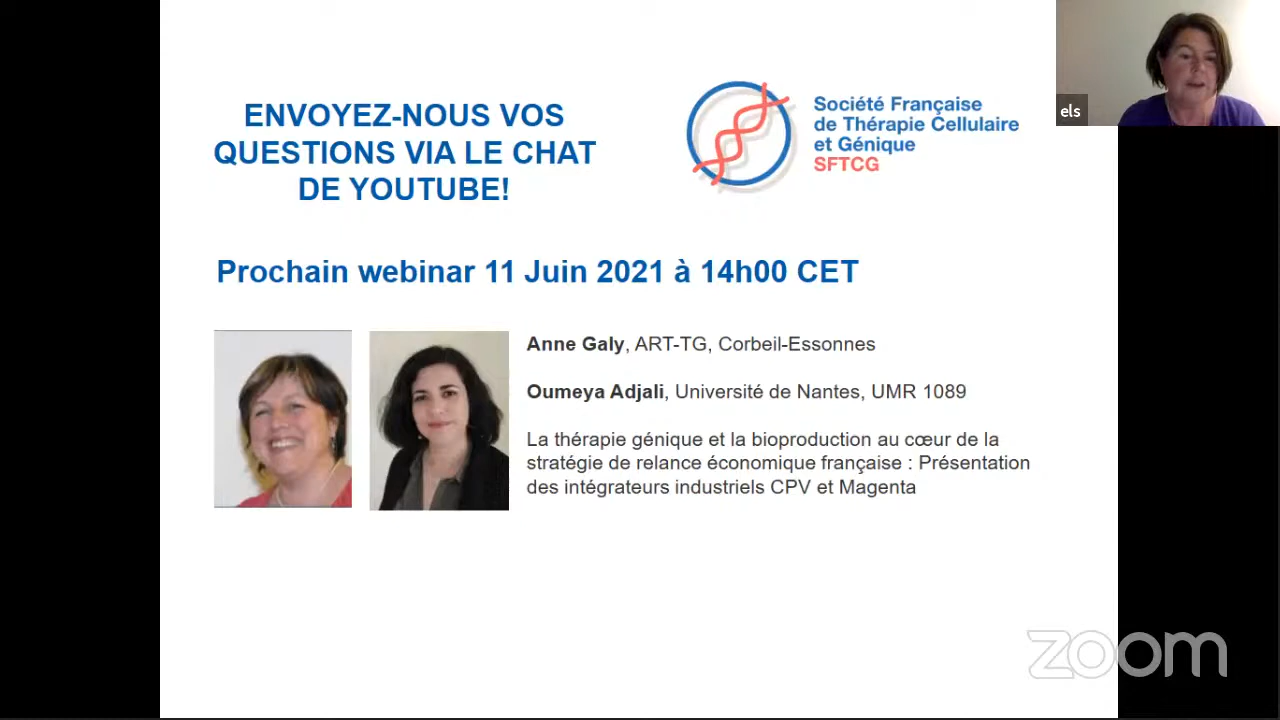 ENVOYEZ-NOUS VOS
QUESTIONS VIA LE CHAT
DE YOUTUBE!
Société Française
de Thérapie Cellulaire
et Génique
SFTCG
els
Prochain webinar 11 Juin 2021 à 14h00 CET
Anne Galy, ART-TG, Corbeil-Essonnes
Oumeya Adjali, Université de Nantes, UMR 1089
La thérapie génique et la bioproduction au cœur de la
stratégie de relance économique française : Présentation
des intégrateurs industriels CPV et Magenta
zoom